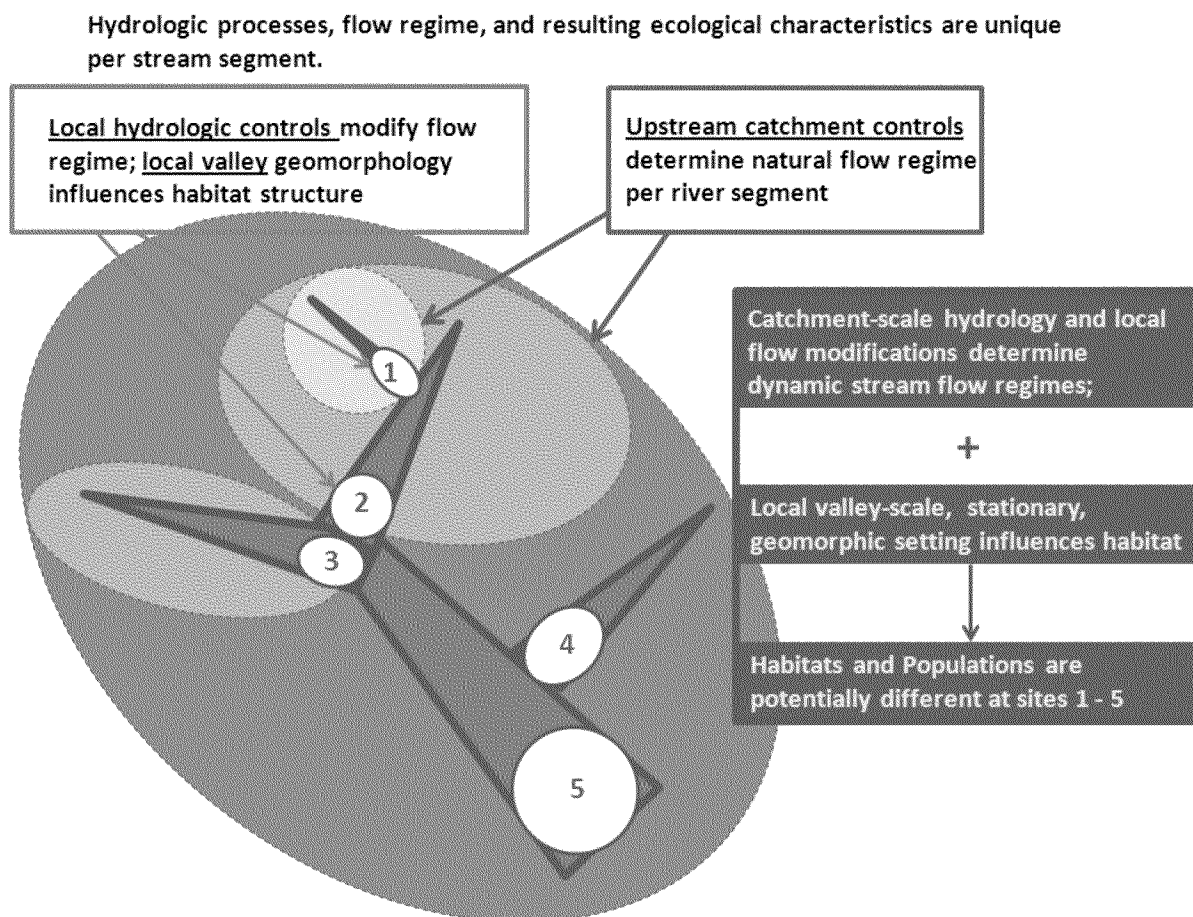 Hydrologic processes, flow regime, and resulting ecological characteristics are unique
per stream segment.
Local hydrologic controls modify flow
regime; local valley geomorphology
influences habitat structure
Upstream catchment controls
determine natural flow regime
per river segment
1
2
3
4
5
Catchment-scale hydrology and local
flow modifications determine
dynamic stream flow regimes;
+
Local valley-scale, stationary,
geomorphic setting influences habitat
Habitats and Populations are
potentially different at sites 1 - 5